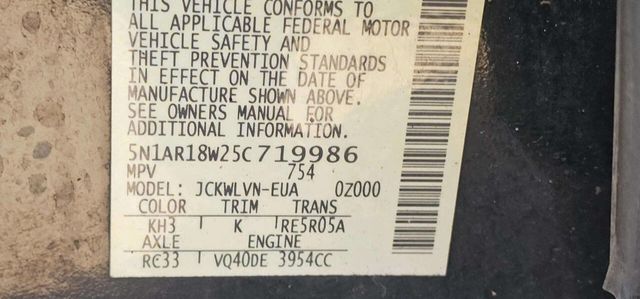 THIS VEHICLE CONFORMS TO
ALL APPLICABLE FEDERAL MOTOR
VEHICLE SAFETY AND
THEFT PREVENTION STANDARDS
IN EFFECT ON THE DATE OF
MANUFACTURE SHOWN ABOVE.
SEE OWNERS MANUAL FOR
ADDITIONAL INFORMATION.
5N1AR18W25C719986
MPV 754
MODEL: JCKWLVN-EUA 0Z000
COLOR TRIM TRANS
KH3 K RE5R05A
AXLE ENGINE
RC33 VQ40DE 3954CC